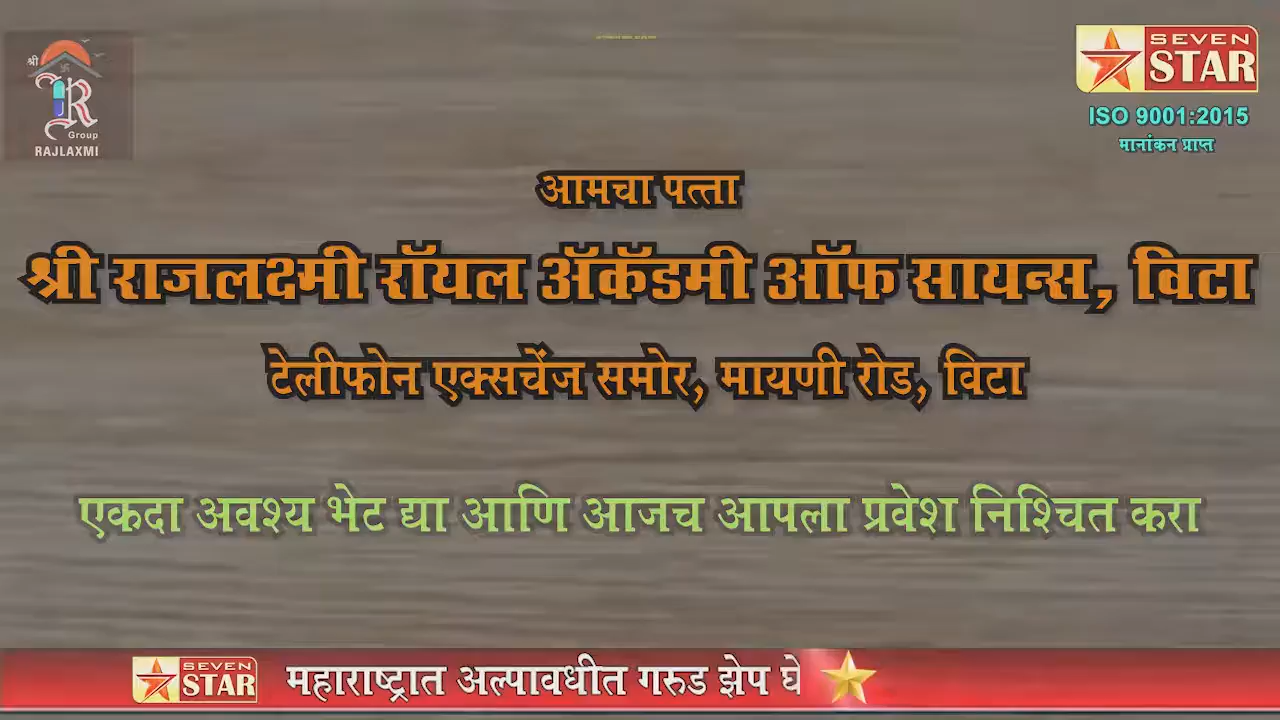 श्री
R
Group
RAJLAXMI
SEVEN
STAR
ISO 9001:2015
मानांकन प्राप्त
आमचा पत्ता
श्री राजलक्ष्मी रॉयल ॲकॅडमी ऑफ सायन्स, विटा
टेलीफोन एक्सचेंज समोर, मायणी रोड, विटा
एकदा अवश्य भेट द्या आणि आजच आपला प्रवेश निश्चित करा
SEVEN
STAR
महाराष्ट्रात अल्पावधीत गरुड झेप घे